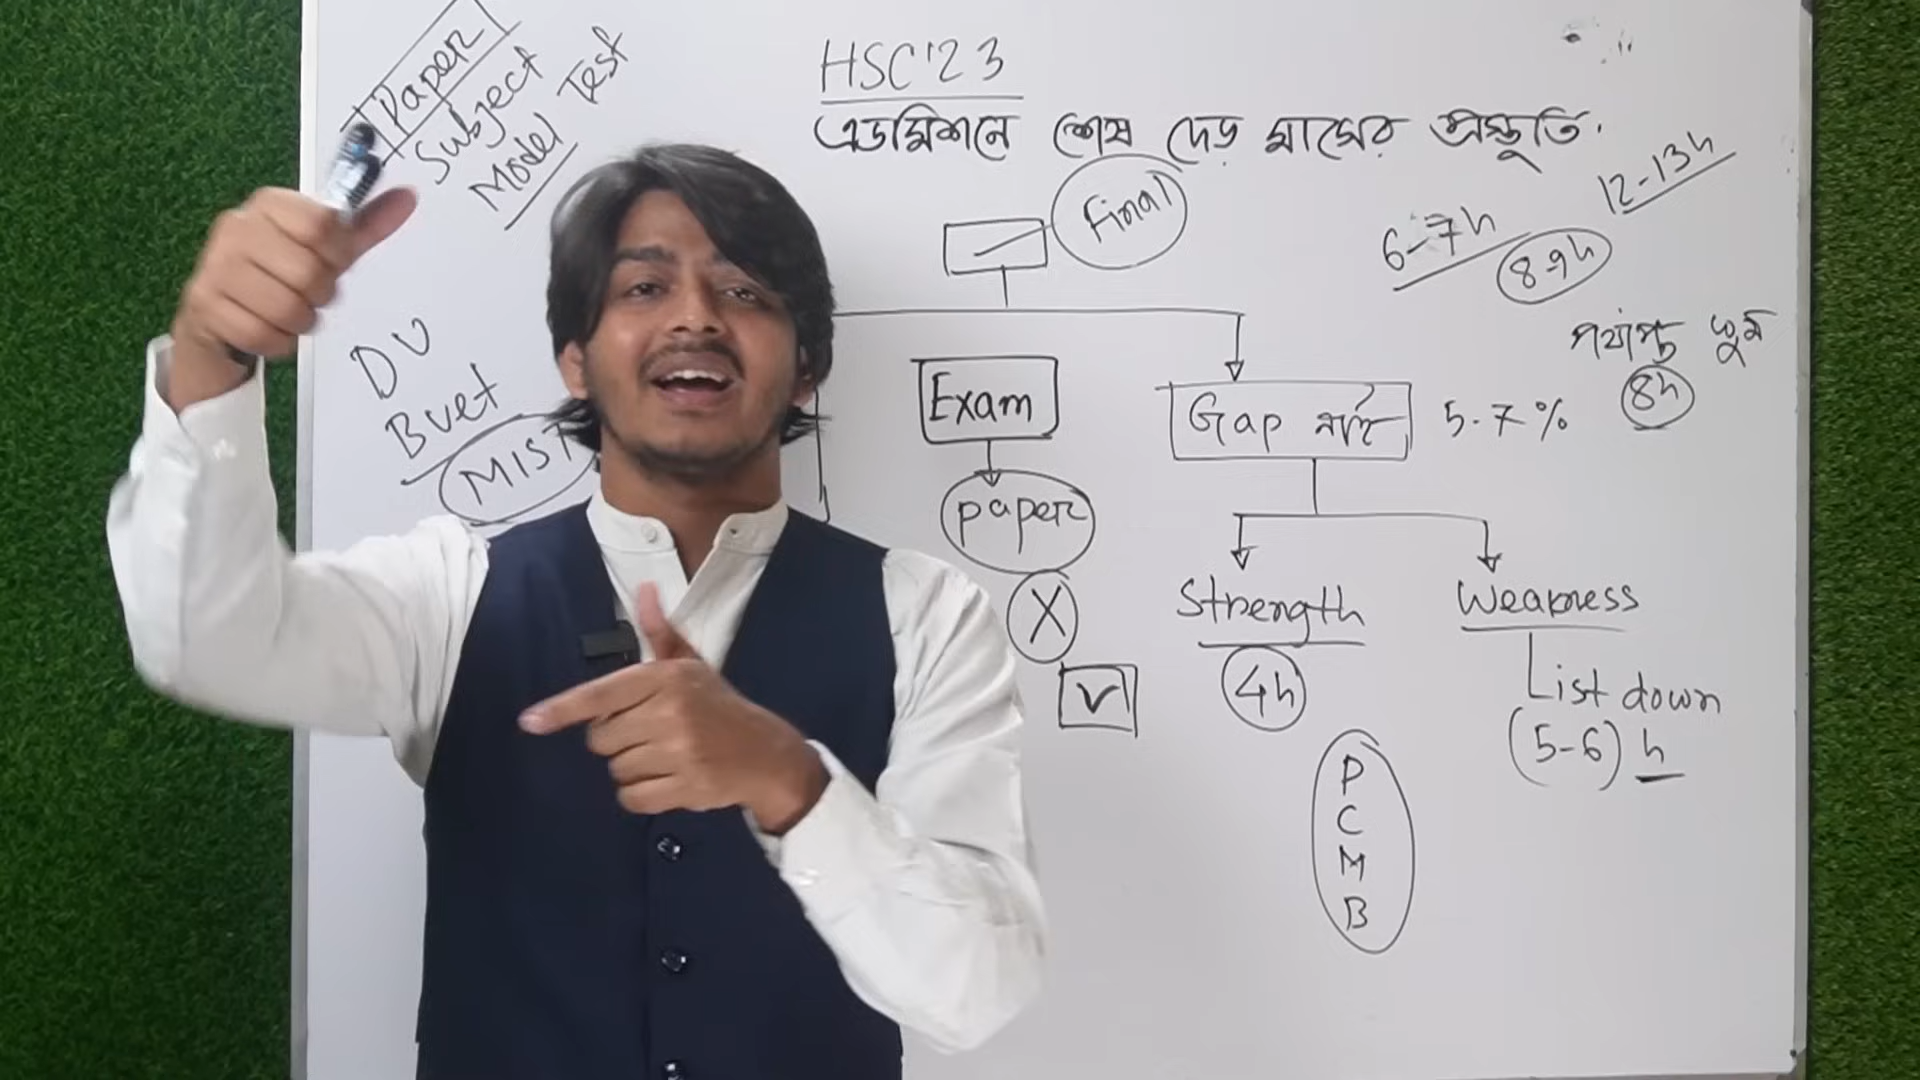 Paper
Subject
Model Test
HSC'23
এডমিশনে শেষ দেড় মাসের প্রস্তুতি.
Final
6-7h
12-13h
8-9h
পর্যাপ্ত ঘুম
8h
DU
Buet
MIST
Exam
paper
X
Gap নাই
5-7%
Strength
4h
Weakness
List down
(5-6) h
P
C
M
B